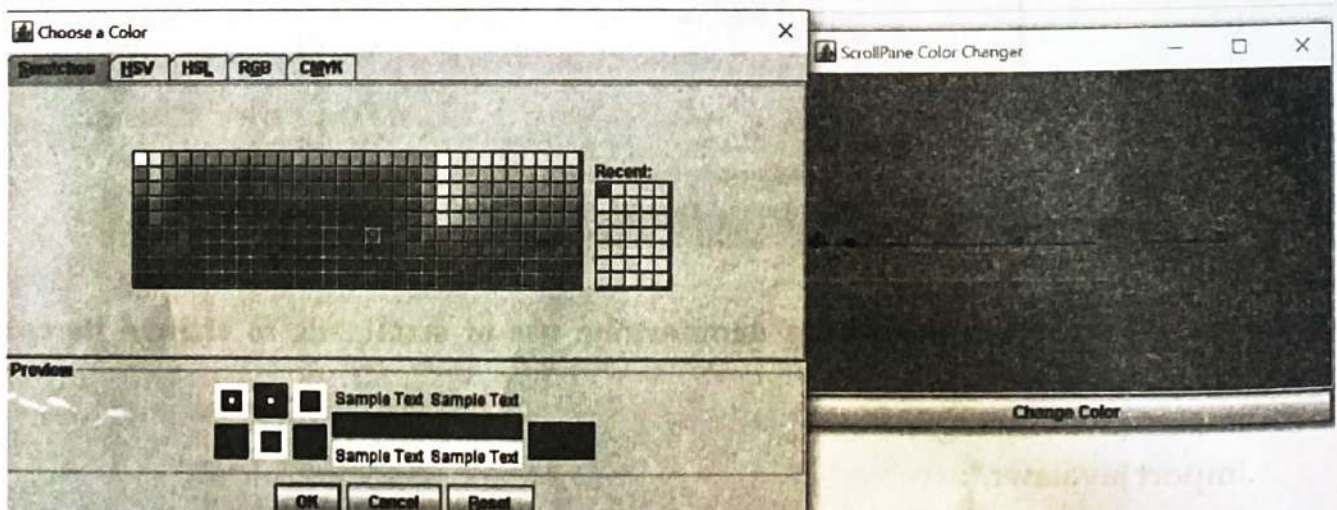 Choose a Color
Swatches HSV HSL RGB CMYK
Recent:
Preview
Sample Text Sample Text
Sample Text Sample Text
OK Cancel Reset
ScrollPane Color Changer
Change Color